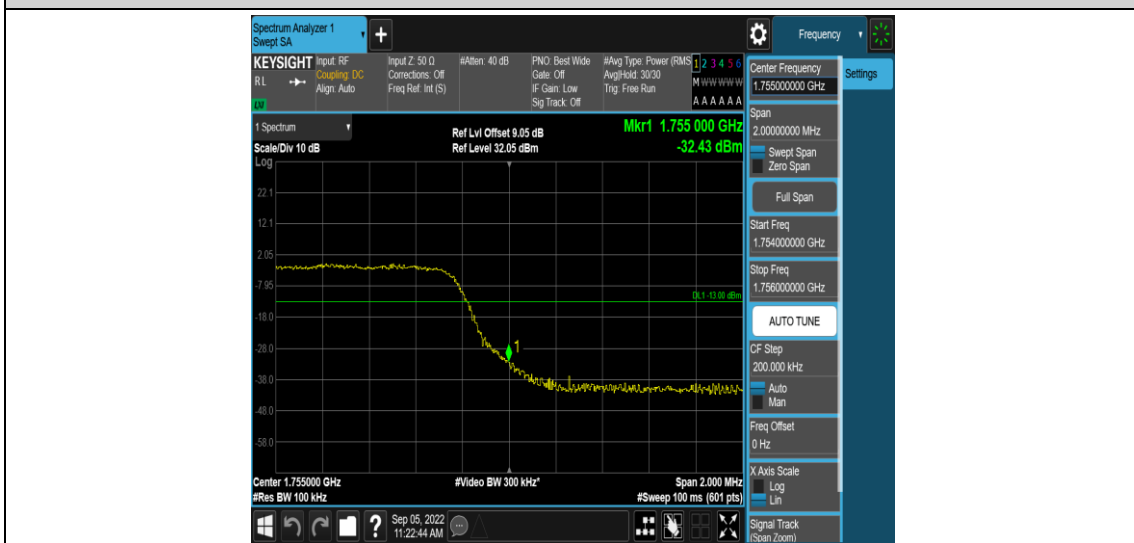 Spectrum Analyzer 1
Swept SA
Frequency
KEYSIGHT
Input: RF
Coupling: DC
Align: Auto
RL
LXI
Input Z: 50 Ω
Corrections: Off
Freq Ref: Int (S)
#Atten: 40 dB
PNO: Best Wide
Gate: Off
IF Gain: Low
Sig Track: Off
#Avg Type: Power (RMS
Avg|Hold: 30/30
Trig: Free Run
1 2 3 4 5 6
M W W W W W
A A A A A A
1 Spectrum
Scale/Div 10 dB
Ref Lvl Offset 9.05 dB
Ref Level 32.05 dBm
Mkr1 1.755 000 GHz
-32.43 dBm
Log
22.1
12.1
2.05
-7.95
DL1 -13.00 dBm
-18.0
-28.0
1
-38.0
-48.0
-58.0
Center 1.755000 GHz
#Video BW 300 kHz*
Span 2.000 MHz
#Res BW 100 kHz
#Sweep 100 ms (601 pts)
Sep 05, 2022
11:22:44 AM
Center Frequency
1.755000000 GHz
Settings
Span
2.00000000 MHz
Swept Span
Zero Span
Full Span
Start Freq
1.754000000 GHz
Stop Freq
1.756000000 GHz
AUTO TUNE
CF Step
200.000 kHz
Auto
Man
Freq Offset
0 Hz
X Axis Scale
Log
Lin
Signal Track
(Span Zoom)